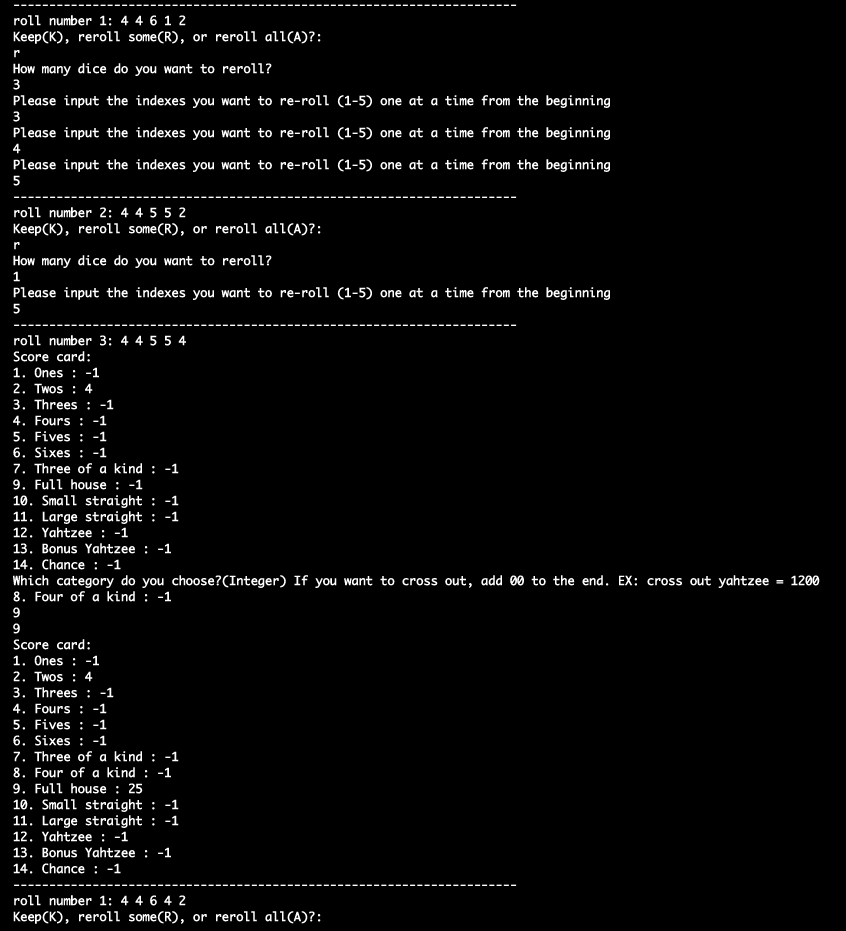 ----------------------------------------------------------------------
roll number 1: 4 4 6 1 2
Keep(K), reroll some(R), or reroll all(A)?:
r
How many dice do you want to reroll?
3
Please input the indexes you want to re-roll (1-5) one at a time from the beginning
3
Please input the indexes you want to re-roll (1-5) one at a time from the beginning
4
Please input the indexes you want to re-roll (1-5) one at a time from the beginning
5
----------------------------------------------------------------------
roll number 2: 4 4 5 5 2
Keep(K), reroll some(R), or reroll all(A)?:
r
How many dice do you want to reroll?
1
Please input the indexes you want to re-roll (1-5) one at a time from the beginning
5
----------------------------------------------------------------------
roll number 3: 4 4 5 5 4
Score card:
1. Ones : -1
2. Twos : 4
3. Threes : -1
4. Fours : -1
5. Fives : -1
6. Sixes : -1
7. Three of a kind : -1
9. Full house : -1
10. Small straight : -1
11. Large straight : -1
12. Yahtzee : -1
13. Bonus Yahtzee : -1
14. Chance : -1
Which category do you choose?(Integer) If you want to cross out, add 00 to the end. EX: cross out yahtzee = 1200
8. Four of a kind : -1
9
9
Score card:
1. Ones : -1
2. Twos : 4
3. Threes : -1
4. Fours : -1
5. Fives : -1
6. Sixes : -1
7. Three of a kind : -1
8. Four of a kind : -1
9. Full house : 25
10. Small straight : -1
11. Large straight : -1
12. Yahtzee : -1
13. Bonus Yahtzee : -1
14. Chance : -1
----------------------------------------------------------------------
roll number 1: 4 4 6 4 2
Keep(K), reroll some(R), or reroll all(A)?: